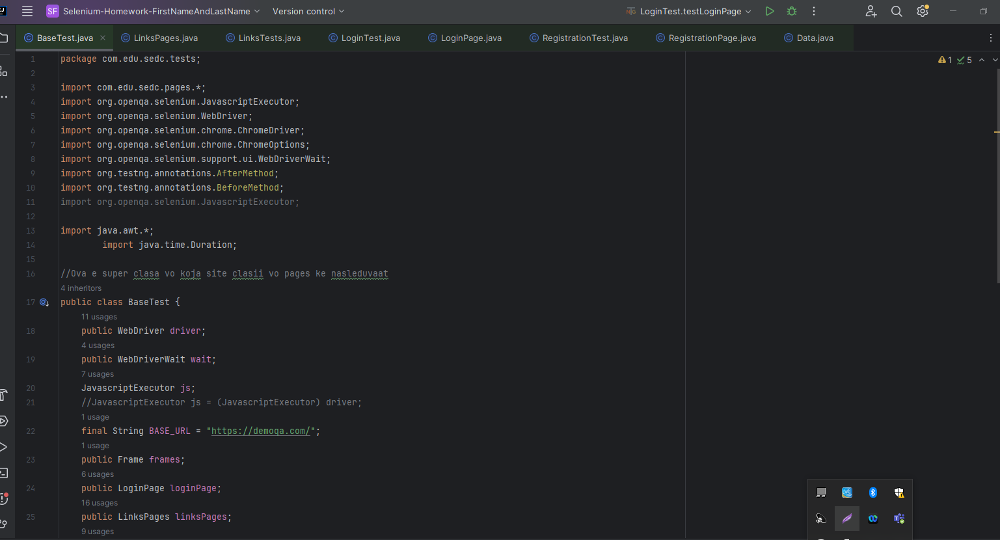 SF Selenium-Homework-FirstNameAndLastName Version control LoginTest.testLoginPage
BaseTest.java LinksPages.java LinksTests.java LoginTest.java LoginPage.java RegistrationTest.java RegistrationPage.java Data.java
1 package com.edu.sedc.tests;
1 5
2
3 import com.edu.sedc.pages.*;
4 import org.openqa.selenium.JavascriptExecutor;
5 import org.openqa.selenium.WebDriver;
6 import org.openqa.selenium.chrome.ChromeDriver;
7 import org.openqa.selenium.chrome.ChromeOptions;
8 import org.openqa.selenium.support.ui.WebDriverWait;
9 import org.testng.annotations.AfterMethod;
10 import org.testng.annotations.BeforeMethod;
11 import org.openqa.selenium.JavascriptExecutor;
12
13 import java.awt.*;
14 import java.time.Duration;
15
16 //Ova e super clasa vo koja site clasii vo pages ke nasleduvaat
4 inheritors
17 public class BaseTest {
11 usages
18 public WebDriver driver;
4 usages
19 public WebDriverWait wait;
7 usages
20 JavascriptExecutor js;
21 //JavascriptExecutor js = (JavascriptExecutor) driver;
1 usage
22 final String BASE_URL = "https://demoqa.com/";
1 usage
23 public Frame frames;
6 usages
24 public LoginPage loginPage;
16 usages
25 public LinksPages linksPages;
9 usages